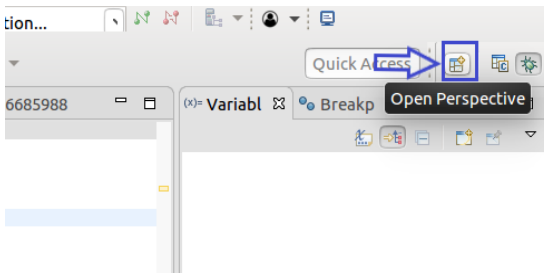 tion...
Quick Access
6685988
(x)= Variabl
Breakp
Open Perspective